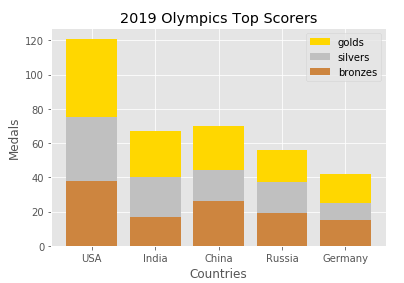 2019 Olympics Top Scorers
golds
silvers
bronzes
120
100
80
60
40
20
0
Medals
USA India China Russia Germany
Countries